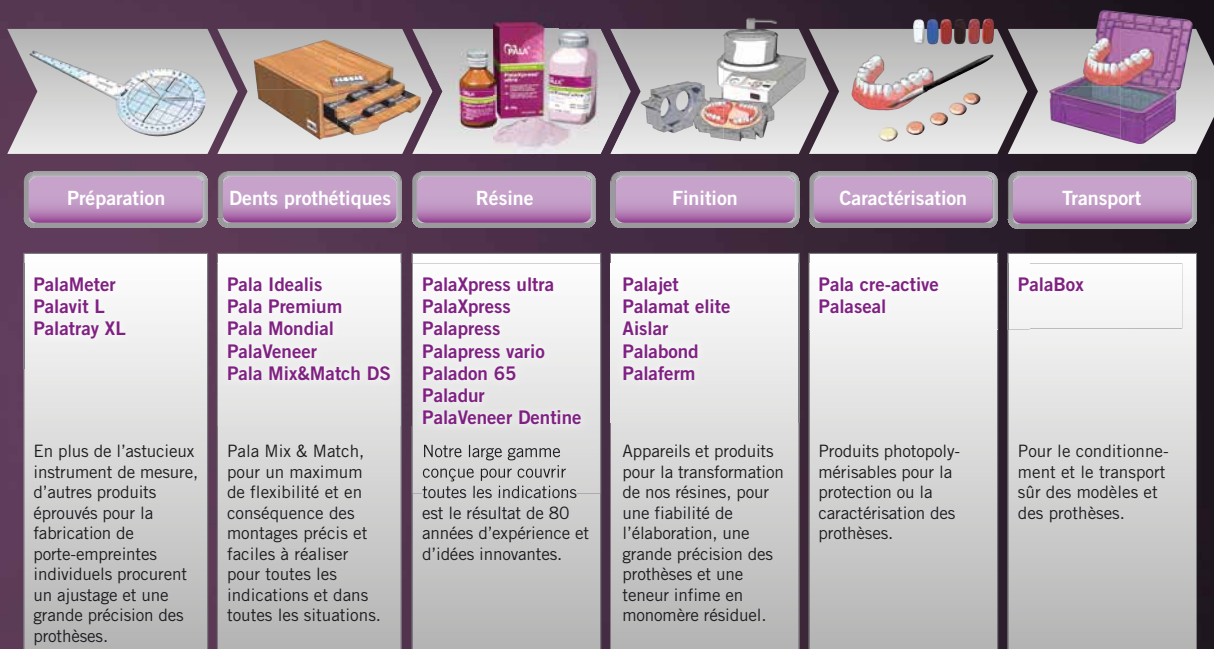 PALA
PalaXpress
ultra
Préparation
PalaMeter
Palavit L
Palatray XL
En plus de l'astucieux
instrument de mesure,
d'autres produits
éprouvés pour la
fabrication de
porte-empreintes
individuels procurent
un ajustage et une
grande précision des
prothèses.
Dents prothétiques
Pala Idealis
Pala Premium
Pala Mondial
PalaVeneer
Pala Mix&Match DS
Pala Mix & Match,
pour un maximum
de flexibilité et en
conséquence des
montages précis et
faciles à réaliser
pour toutes les
indications et dans
toutes les situations.
Résine
PalaXpress ultra
PalaXpress
Palapress
Palapress vario
Paladon 65
Paladur
PalaVeneer Dentine
Notre large gamme
conçue pour couvrir
toutes les indications
est le résultat de 80
années d'expérience et
d'idées innovantes.
Finition
Palajet
Palamat elite
Aislar
Palabond
Palaferm
Appareils et produits
pour la transformation
de nos résines, pour
une fiabilité de
l'élaboration, une
grande précision des
prothèses et une
teneur infime en
monomère résiduel.
Caractérisation
Pala cre-active
Palaseal
Produits photopoly-
mérisables pour la
protection ou la
caractérisation des
prothèses.
Transport
PalaBox
Pour le conditionne-
ment et le transport
sûr des modèles et
des prothèses.